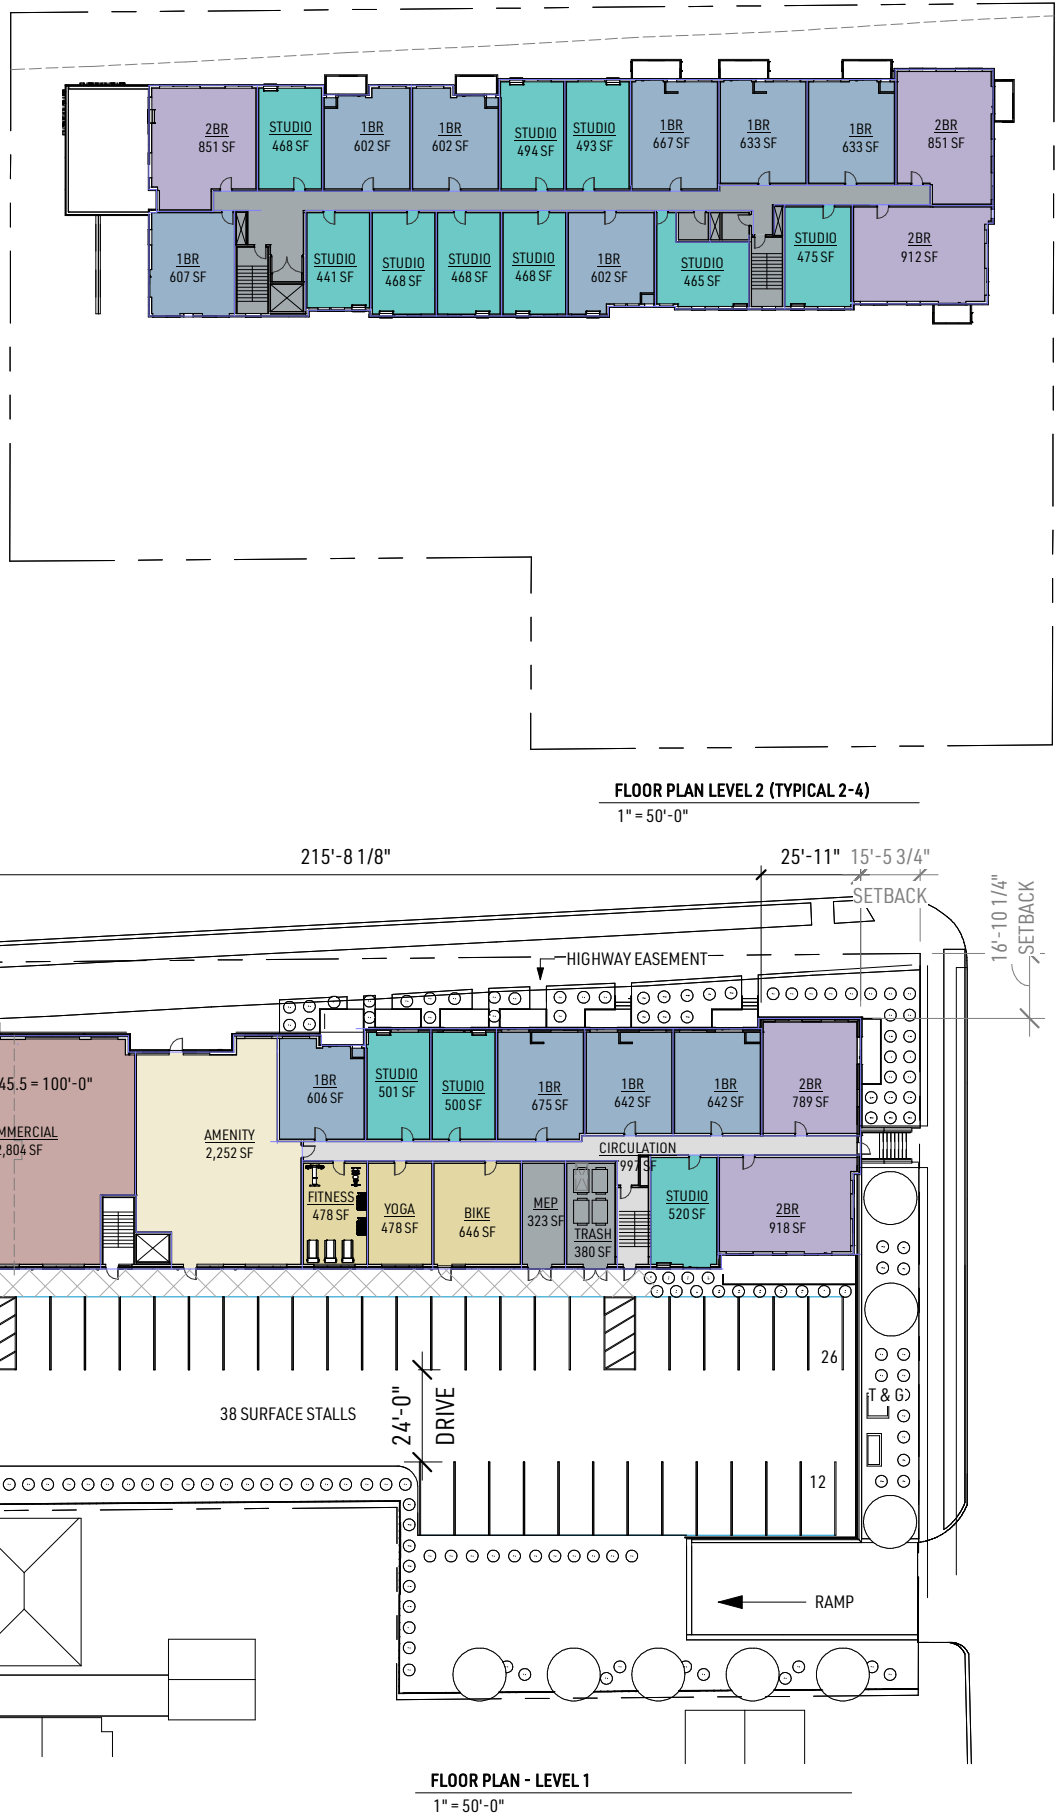 2BR
851 SF
STUDIO
468 SF
1BR
602 SF
1BR
602 SF
STUDIO
494 SF
STUDIO
493 SF
1BR
667 SF
1BR
633 SF
1BR
633 SF
2BR
851 SF
1BR
607 SF
STUDIO
441 SF
STUDIO
468 SF
STUDIO
468 SF
STUDIO
468 SF
1BR
602 SF
STUDIO
465 SF
STUDIO
475 SF
2BR
912 SF
FLOOR PLAN LEVEL 2 (TYPICAL 2-4)
1" = 50'-0"
215'-8 1/8"
25'-11"
15'-5 3/4"
SETBACK
16'-10 1/4"
SETBACK
HIGHWAY EASEMENT
45.5 = 100'-0"
MMERCIAL
2,804 SF
AMENITY
2,252 SF
1BR
606 SF
STUDIO
501 SF
STUDIO
500 SF
1BR
675 SF
1BR
642 SF
1BR
642 SF
2BR
789 SF
CIRCULATION
997 SF
FITNESS
478 SF
YOGA
478 SF
BIKE
646 SF
MEP
323 SF
TRASH
380 SF
STUDIO
520 SF
2BR
918 SF
26
38 SURFACE STALLS
24'-0"
DRIVE
T & G
12
RAMP
FLOOR PLAN - LEVEL 1
1" = 50'-0"